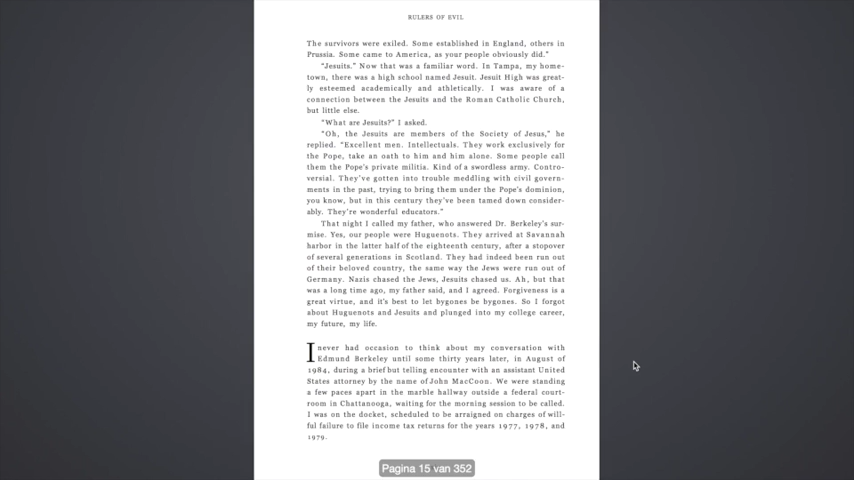 RULERS OF EVIL
The survivors were exiled. Some established in England, others in
Prussia. Some came to America, as your people obviously did.”
“Jesuits.” Now that was a familiar word. In Tampa, my home-
town, there was a high school named Jesuit. Jesuit High was great-
ly esteemed academically and athletically. I was aware of a
connection between the Jesuits and the Roman Catholic Church,
but little else.
“What are Jesuits?” I asked.
“Oh, the Jesuits are members of the Society of Jesus,” he
replied. “Excellent men. Intellectuals. They work exclusively for
the Pope, take an oath to him and him alone. Some people call
them the Pope’s private militia. Kind of a swordless army. Contro-
versial. They’ve gotten into trouble meddling with civil govern-
ments in the past, trying to bring them under the Pope’s dominion,
you know, but in this century they’ve been tamed down consider-
ably. They’re wonderful educators.”
That night I called my father, who answered Dr. Berkeley’s sur-
mise. Yes, our people were Huguenots. They arrived at Savannah
harbor in the latter half of the eighteenth century, after a stopover
of several generations in Scotland. They had indeed been run out
of their beloved country, the same way the Jews were run out of
Germany. Nazis chased the Jews, Jesuits chased us. Ah, but that
was a long time ago, my father said, and I agreed. Forgiveness is a
great virtue, and it’s best to let bygones be bygones. So I forgot
about Huguenots and Jesuits and plunged into my college career,
my future, my life.
I never had occasion to think about my conversation with
Edmund Berkeley until some thirty years later, in August of
1984, during a brief but telling encounter with an assistant United
States attorney by the name of John MacCoon. We were standing
a few paces apart in the marble hallway outside a federal court-
room in Chattanooga, waiting for the morning session to be called.
I was on the docket, scheduled to be arraigned on charges of will-
ful failure to file income tax returns for the years 1977, 1978, and
1979.
Pagina 15 van 352